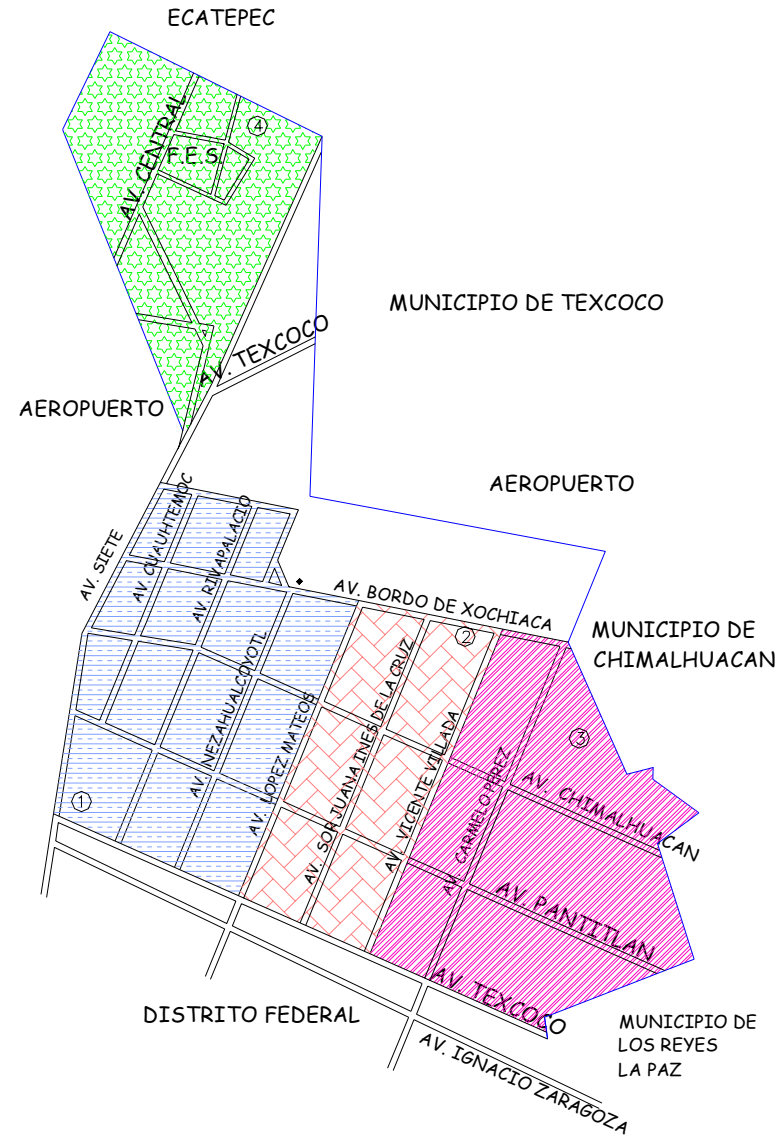 ECATEPEC
4
AV. CENTRAL
F.E.S
MUNICIPIO DE TEXCOCO
AV. TEXCOCO
AEROPUERTO
AEROPUERTO
AV. SIETE
AV. CUAUHTEMOC
AV. RIVAPALACIO
AV. BORDO DE XOCHIACA
MUNICIPIO DE
CHIMALHUACAN
2
3
1
AV. NEZAHUALCOYOTL
AV. LOPEZ MATEOS
AV. SOR JUANA INES DE LA CRUZ
AV. VICENTE VILLADA
AV. CARMELO PEREZ
AV. CHIMALHUACAN
AV. PANTITLAN
AV. TEXCOCO
DISTRITO FEDERAL
AV. IGNACIO ZARAGOZA
MUNICIPIO DE
LOS REYES
LA PAZ